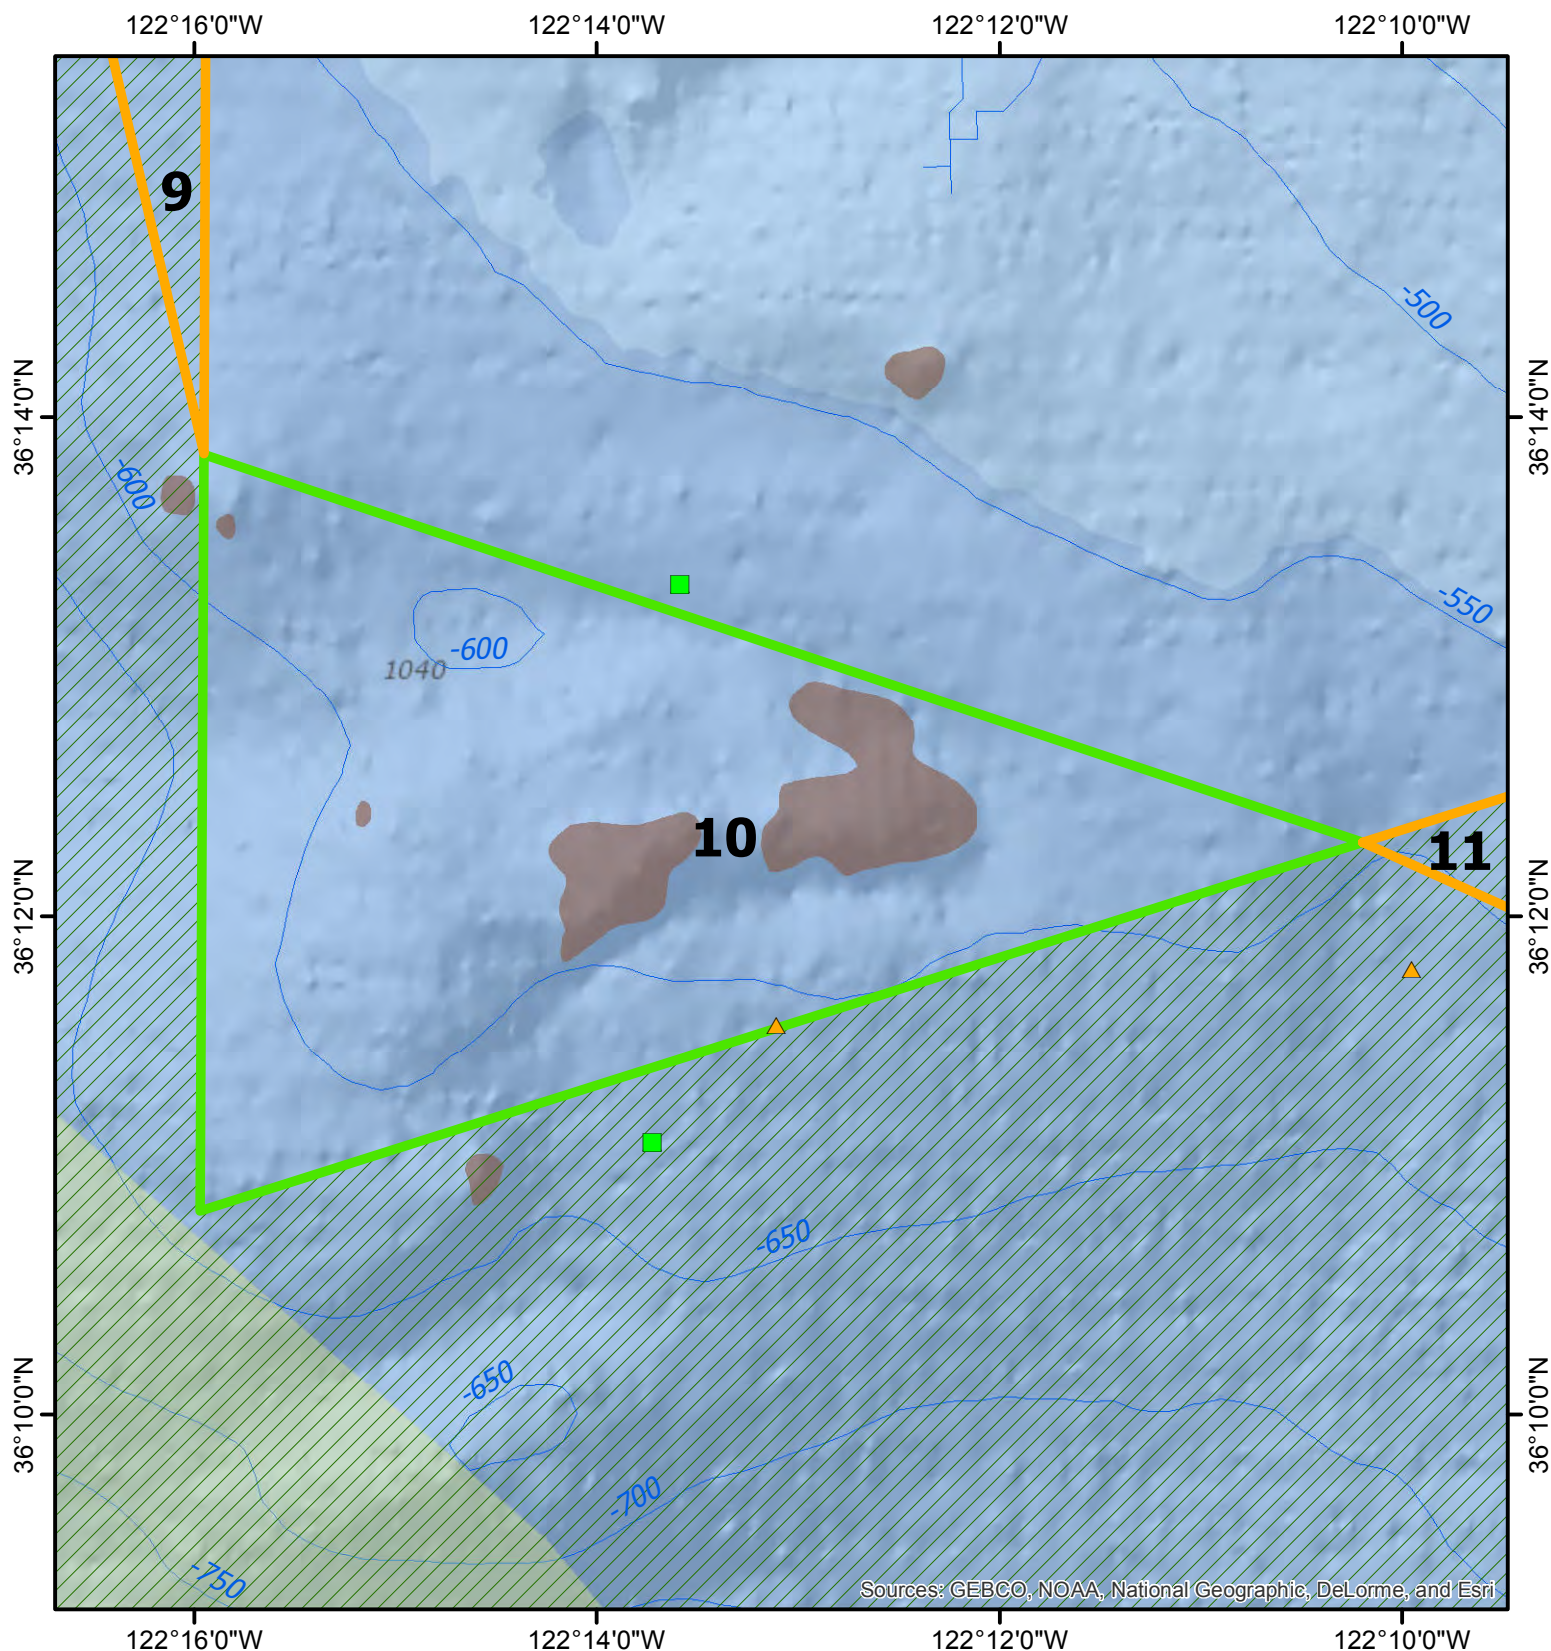 122°16'0"W 122°14'0"W 122°12'0"W 122°10'0"W
9
-500
36°14'0"N 36°14'0"N
-600
-550
-600
1040
10
11
36°12'0"N 36°12'0"N
-650
-650
36°10'0"N 36°10'0"N
-700
-750
Sources: GEBCO, NOAA, National Geographic, DeLorme, and Esri
122°16'0"W 122°14'0"W 122°12'0"W 122°10'0"W